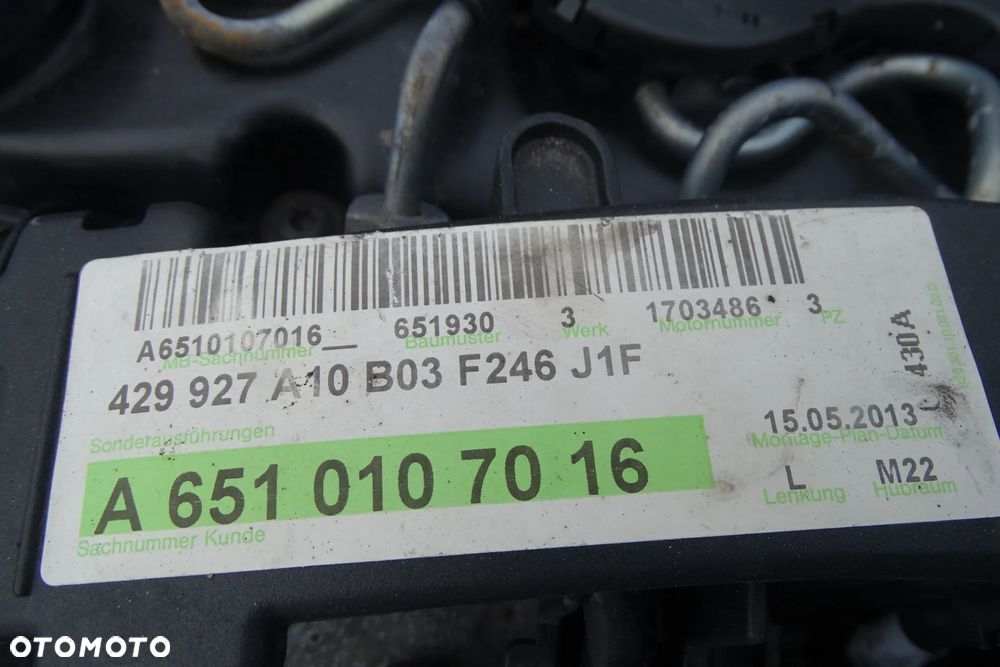 A6510107016__ 651930 3 1703486 3
MB-Sachnummer Baumuster Werk Motornummer PZ
429 927 A10 B03 F246 J1F
430A
Sonderausführungen
15.05.2013
Montage-Plan-Datum
A 651 010 70 16
L M22
Lenkung Hubraum
Sachnummer Kunde
OTOMOTO